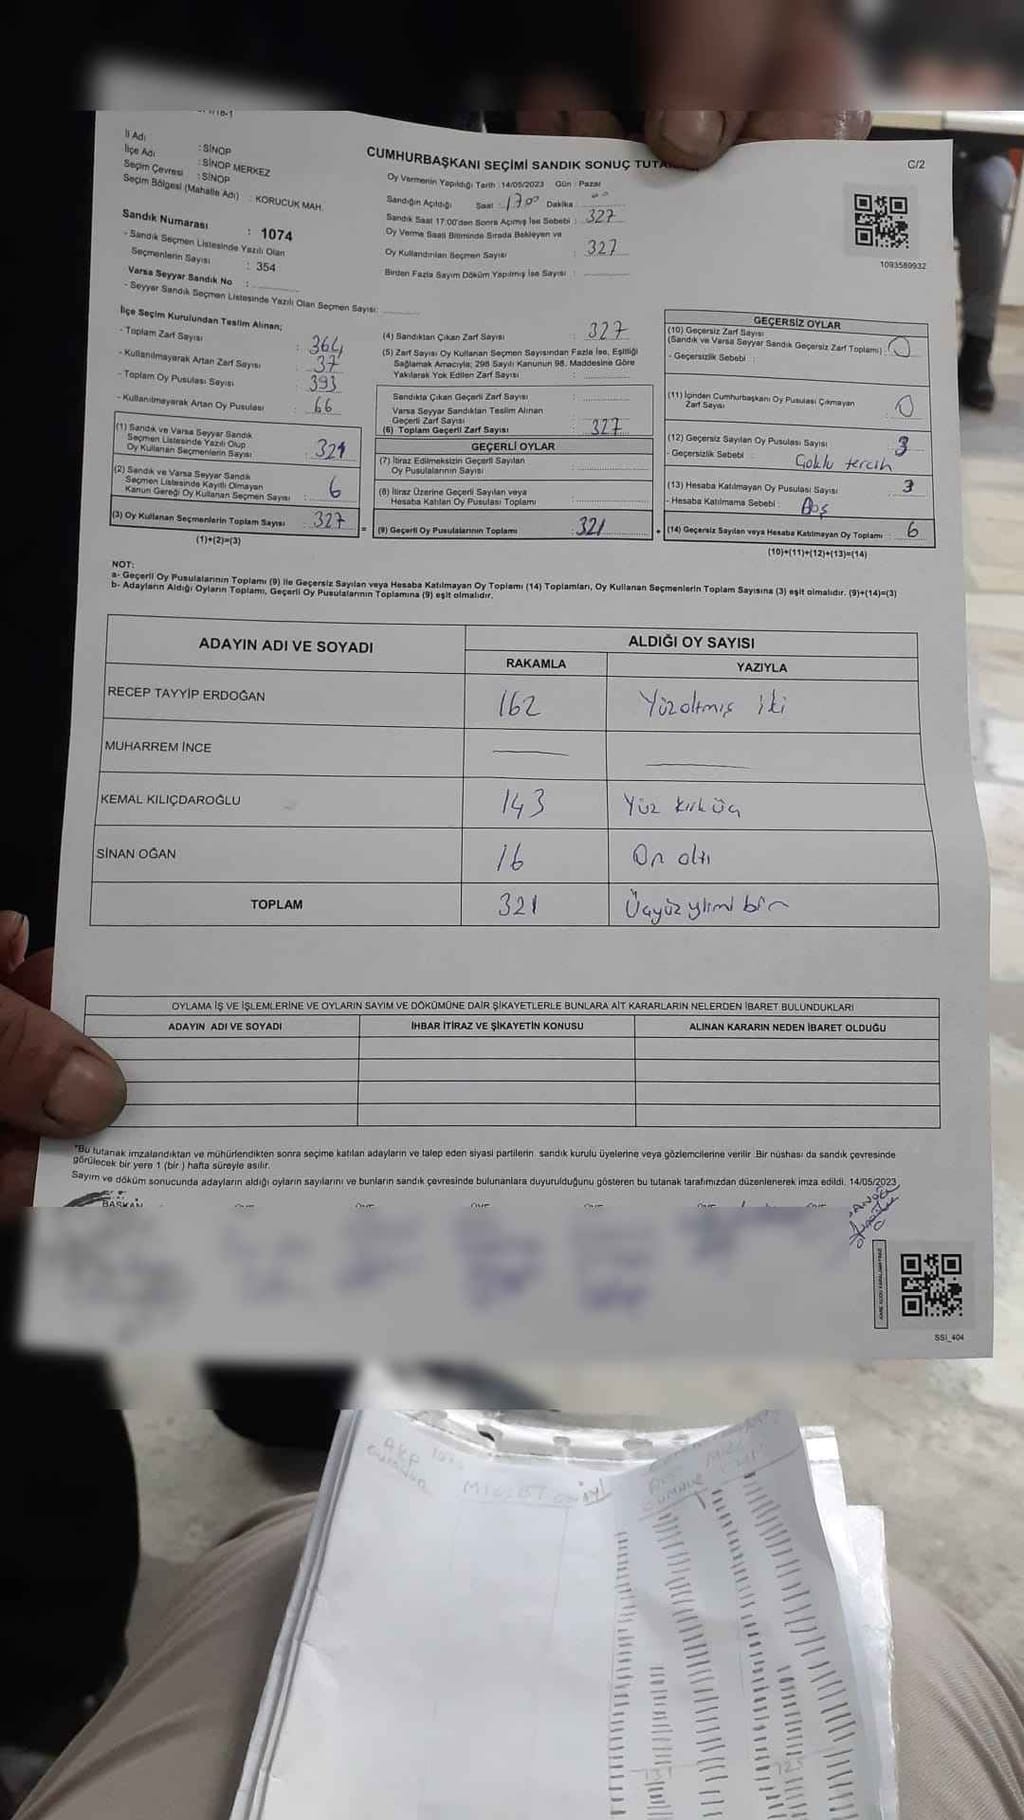 İl Adı : SİNOP
İlçe Adı : SİNOP MERKEZ
Seçim Çevresi : SİNOP
Seçim Bölgesi (Mahalle Adı) : KORUCUK MAH.
Sandık Numarası : 1074
- Sandık Seçmen Listesinde Yazılı Olan
Seçmenlerin Sayısı : 354
Varsa Seyyar Sandık No :
- Seyyar Sandık Seçmen Listesinde Yazılı Olan Seçmen Sayısı:
CUMHURBAŞKANI SEÇİMİ SANDIK SONUÇ
Oy Vermenin Yapıldığı Tarih : 14/05/2023 Gün : Pazar
Sandığın Açıldığı Saat : 17.00 Dakika
Sandık Saat 17:00'den Sonra Açımış İse Sebebi : 327
Oy Verme Saati Bitiminde Sırada Bekleyen ve
Oy Kullandırılan Seçmen Sayısı : 327
Birden Fazla Sayım Döküm Yapılmış İse Sayısı :
C/2
1093589932
İlçe Seçim Kurulundan Teslim Alınan;
- Toplam Zarf Sayısı : 364
- Kullanılmayarak Artan Zarf Sayısı : 37
- Toplam Oy Pusulası Sayısı : 393
- Kullanılmayarak Artan Oy Pusulası : 66
(1) Sandık ve Varsa Seyyar Sandık
Seçmen Listesinde Yazılı Olup
Oy Kullanan Seçmenlerin Sayısı : 321
(2) Sandık ve Varsa Seyyar Sandık
Seçmen Listesinde Kayıtlı Olmayan
Kanun Gereği Oy Kullanan Seçmen Sayısı : 6
(3) Oy Kullanan Seçmenlerin Toplam Sayısı : 327
(1)+(2)=(3)
(4) Sandıktan Çıkan Zarf Sayısı : 327
(5) Zarf Sayısı Oy Kullanan Seçmen Sayısından Fazla İse, Eşitliği
Sağlamak Amacıyla; 298 Sayılı Kanunun 98. Maddesine Göre
Yakılarak Yok Edilen Zarf Sayısı :
Sandıkta Çıkan Geçerli Zarf Sayısı :
Varsa Seyyar Sandıktan Teslim Alınan
Geçerli Zarf Sayısı :
(6) Toplam Geçerli Zarf Sayısı : 327
GEÇERLİ OYLAR
(7) İtiraz Edilmeksizin Geçerli Sayılan
Oy Pusulalarının Sayısı :
(8) İtiraz Üzerine Geçerli Sayılan veya
Hesaba Katılan Oy Pusulası Toplamı :
= (9) Geçerli Oy Pusulalarının Toplamı : 321
GEÇERSİZ OYLAR
(10) Geçersiz Zarf Sayısı
(Sandık ve Varsa Seyyar Sandık Geçersiz Zarf Toplamı) : 0
- Geçersizlik Sebebi :
(11) İçinden Cumhurbaşkanı Oy Pusulası Çıkmayan
Zarf Sayısı : 0
(12) Geçersiz Sayılan Oy Pusulası Sayısı : 3
- Geçersizlik Sebebi : Çoklu tercih
(13) Hesaba Katılmayan Oy Pusulası Sayısı : 3
- Hesaba Katılmama Sebebi : Boş
+ (14) Geçersiz Sayılan veya Hesaba Katılmayan Oy Toplamı : 6
(10)+(11)+(12)+(13)=(14)
NOT:
a- Geçerli Oy Pusulalarının Toplamı (9) ile Geçersiz Sayılan veya Hesaba Katılmayan Oy Toplamı (14) Toplamları, Oy Kullanan Seçmenlerin Toplam Sayısına (3) eşit olmalıdır. (9)+(14)=(3)
b- Adayların Aldığı Oyların Toplamı, Geçerli Oy Pusulalarının Toplamına (9) eşit olmalıdır.
ADAYIN ADI VE SOYADI ALDIĞI OY SAYISI
RAKAMLA YAZIYLA
RECEP TAYYİP ERDOĞAN 162 Yüzaltmış iki
MUHARREM İNCE
KEMAL KILIÇDAROĞLU 143 Yüz kırküç
SİNAN OĞAN 16 On altı
TOPLAM 321 Üçyüz yirmi bir
OYLAMA İŞ VE İŞLEMLERİNE VE OYLARIN SAYIM VE DÖKÜMÜNE DAİR ŞİKAYETLERLE BUNLARA AİT KARARLARIN NELERDEN İBARET BULUNDUKLARI
ADAYIN ADI VE SOYADI İHBAR İTİRAZ VE ŞİKAYETİN KONUSU ALINAN KARARIN NEDEN İBARET OLDUĞU
*Bu tutanak imzalandıktan ve mühürlendikten sonra seçime katılan adayların ve talep eden siyasi partilerin sandık kurulu üyelerine veya gözlemcilerine verilir. Bir nüshası da sandık çevresinde
görülecek bir yere 1 (bir ) hafta süreyle asılır.
Sayım ve döküm sonucunda adayların aldığı oyların sayılarını ve bunların sandık çevresinde bulunanlara duyurulduğunu gösteren bu tutanak tarafımızdan düzenlenerek imza edildi. 14/05/2023
BAŞKAN
SSİ_404
AKP